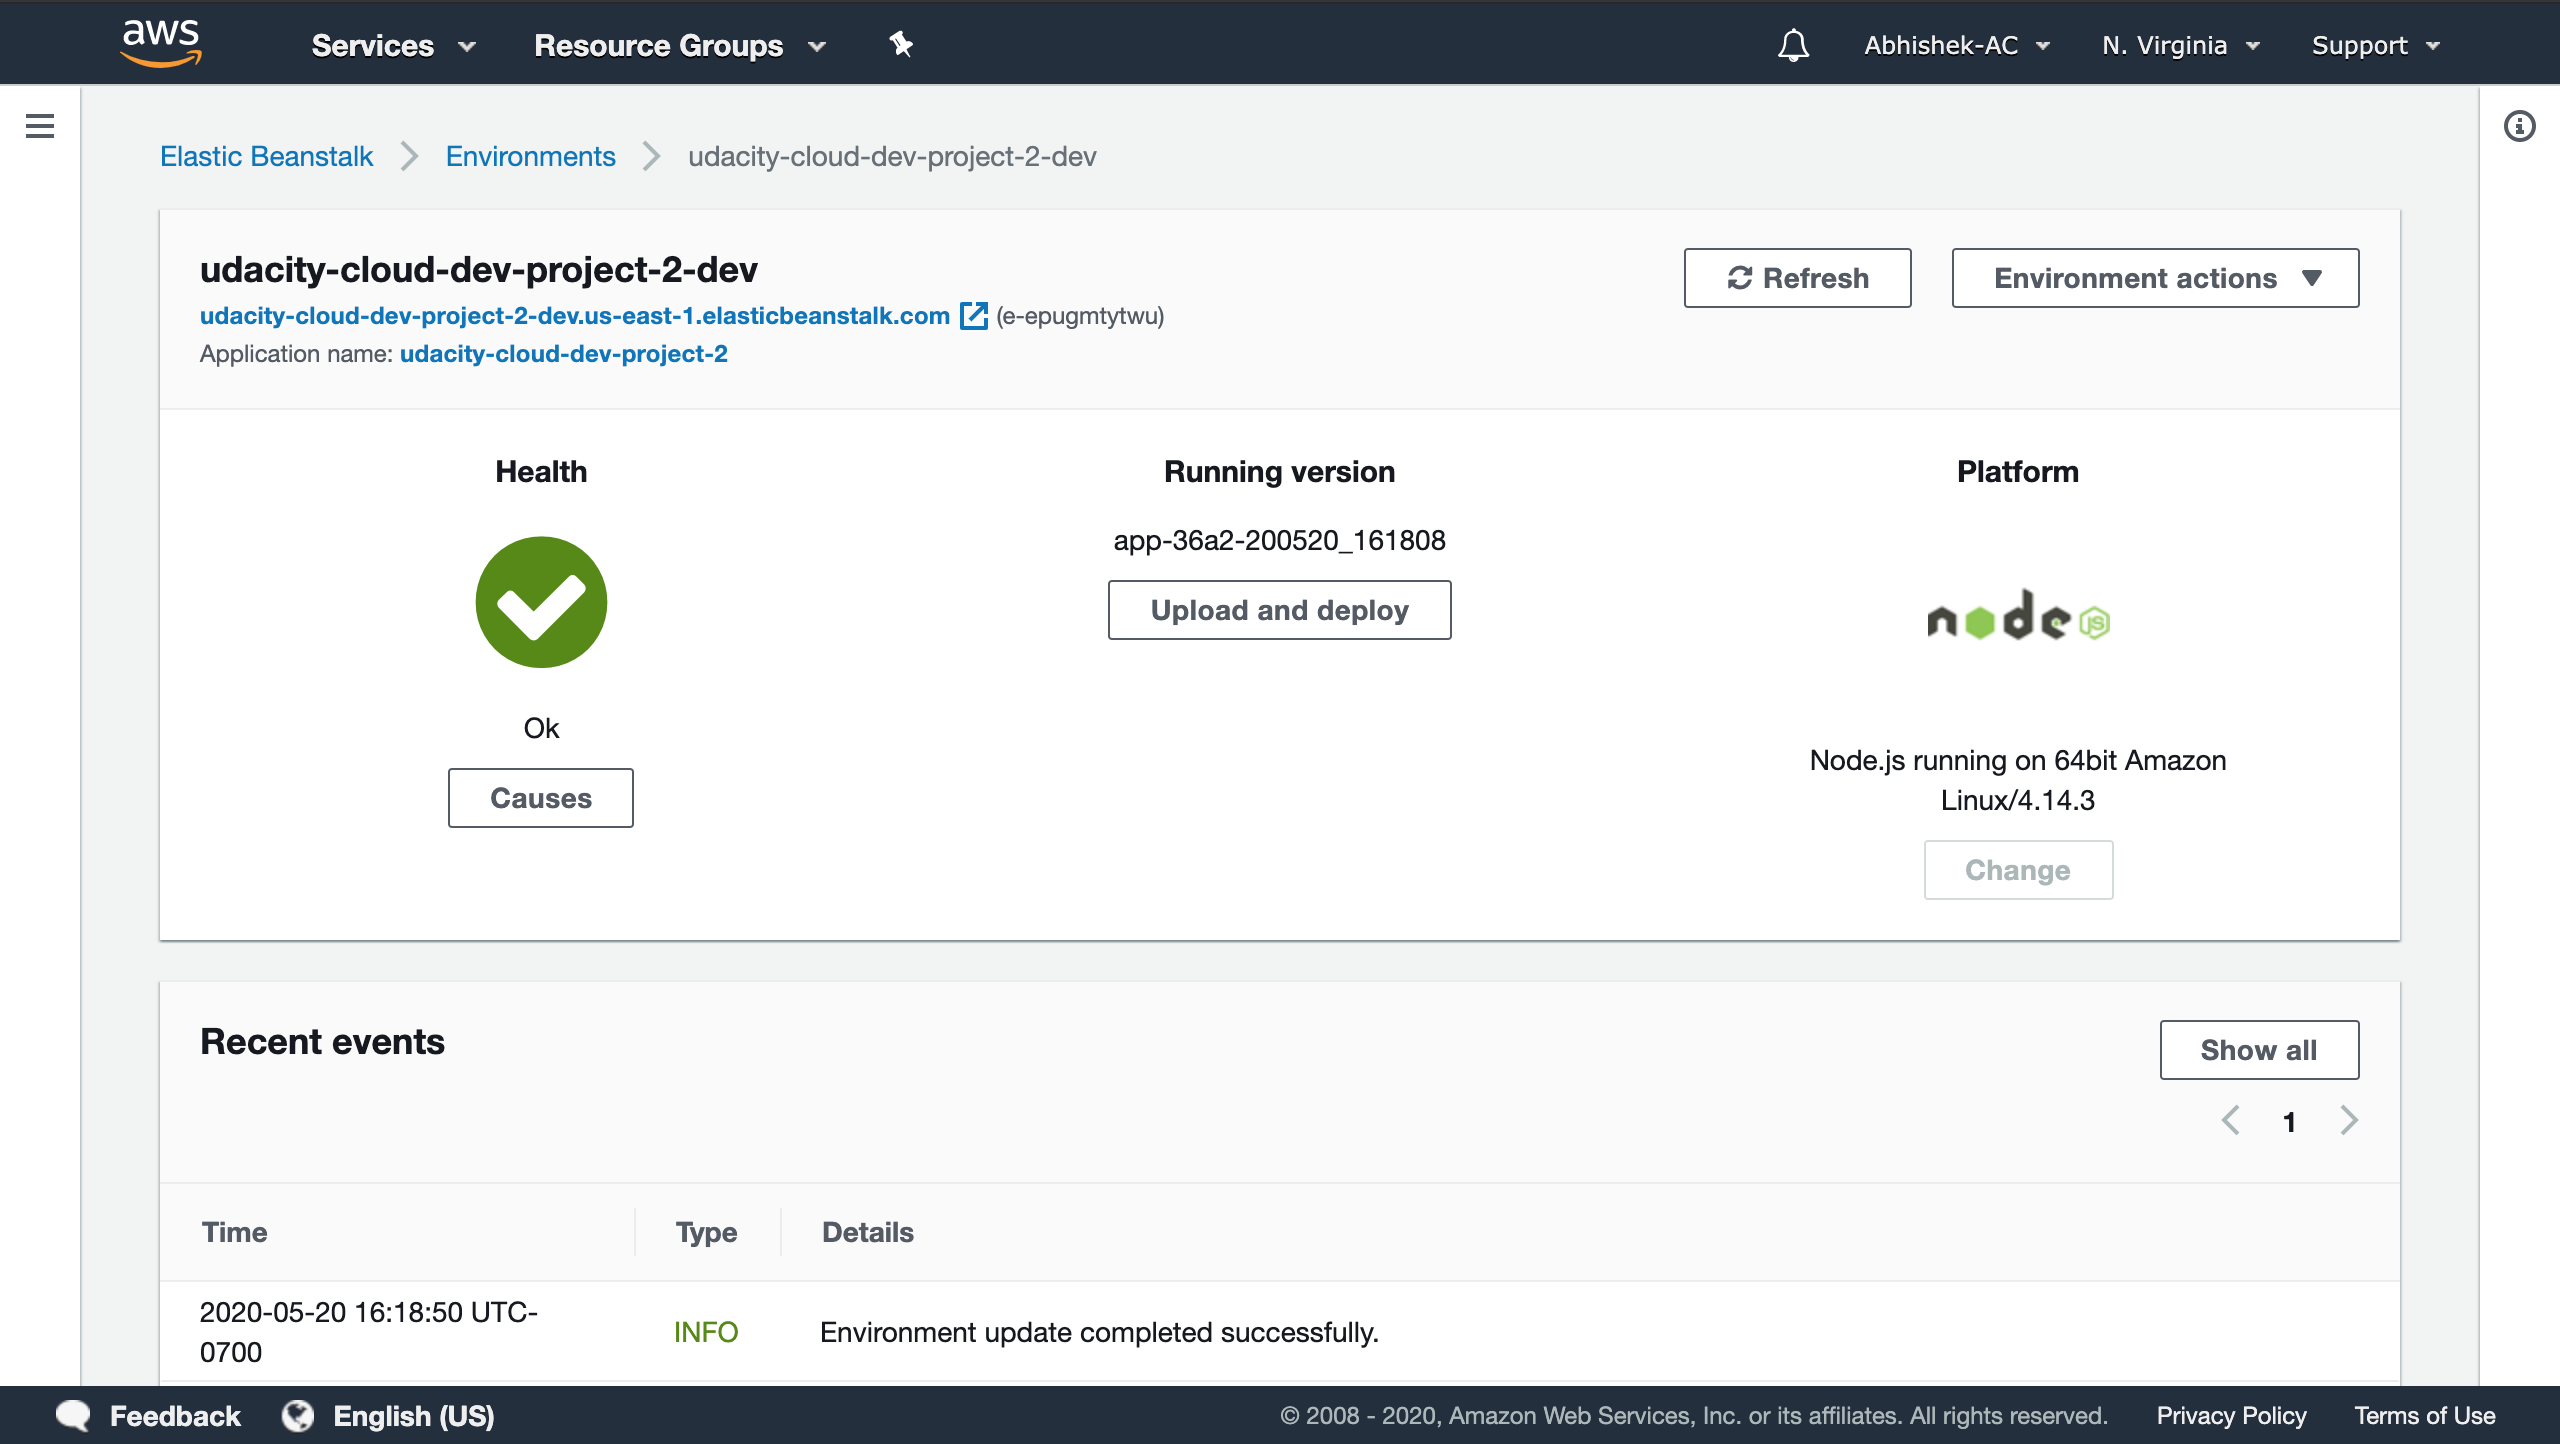 aws Services Resource Groups Abhishek-AC N. Virginia Support
Elastic Beanstalk Environments udacity-cloud-dev-project-2-dev
udacity-cloud-dev-project-2-dev
Refresh Environment actions
udacity-cloud-dev-project-2-dev.us-east-1.elasticbeanstalk.com (e-epugmtytwu)
Application name: udacity-cloud-dev-project-2
Health
Ok
Causes
Running version
app-36a2-200520_161808
Upload and deploy
Platform
node JS
Node.js running on 64bit Amazon
Linux/4.14.3
Change
Recent events
Show all
1
Time Type Details
2020-05-20 16:18:50 UTC-
0700
INFO
Environment update completed successfully.
Feedback English (US) © 2008 - 2020, Amazon Web Services, Inc. or its affiliates. All rights reserved. Privacy Policy Terms of Use